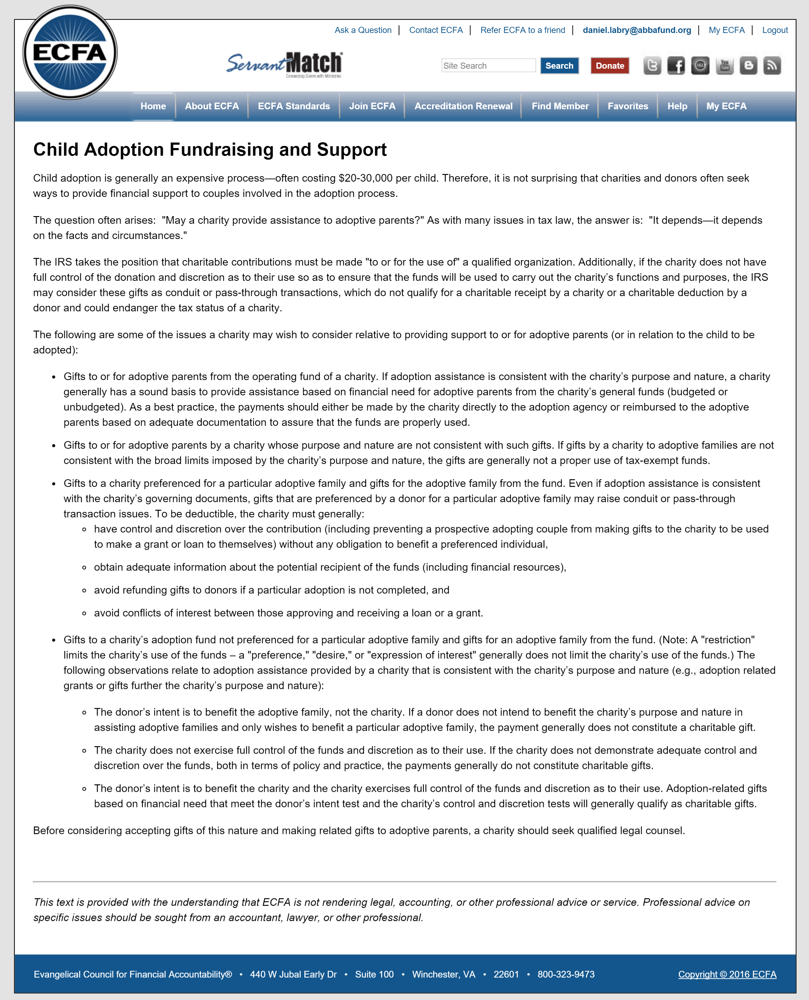 Ask a Question | Contact ECFA | Refer ECFA to a friend | daniel.labry@abbafund.org | My ECFA | Logout
ECFA
ServantMatch
Connecting Givers with Ministries
Site Search Search Donate
Home About ECFA ECFA Standards Join ECFA Accreditation Renewal Find Member Favorites Help My ECFA
Child Adoption Fundraising and Support
Child adoption is generally an expensive process—often costing $20-30,000 per child. Therefore, it is not surprising that charities and donors often seek
ways to provide financial support to couples involved in the adoption process.
The question often arises:  "May a charity provide assistance to adoptive parents?" As with many issues in tax law, the answer is:  "It depends—it depends
on the facts and circumstances."
The IRS takes the position that charitable contributions must be made "to or for the use of" a qualified organization. Additionally, if the charity does not have
full control of the donation and discretion as to their use so as to ensure that the funds will be used to carry out the charity’s functions and purposes, the IRS
may consider these gifts as conduit or pass-through transactions, which do not qualify for a charitable receipt by a charity or a charitable deduction by a
donor and could endanger the tax status of a charity.
The following are some of the issues a charity may wish to consider relative to providing support to or for adoptive parents (or in relation to the child to be
adopted):
• Gifts to or for adoptive parents from the operating fund of a charity. If adoption assistance is consistent with the charity’s purpose and nature, a charity
generally has a sound basis to provide assistance based on financial need for adoptive parents from the charity’s general funds (budgeted or
unbudgeted). As a best practice, the payments should either be made by the charity directly to the adoption agency or reimbursed to the adoptive
parents based on adequate documentation to assure that the funds are properly used.
• Gifts to or for adoptive parents by a charity whose purpose and nature are not consistent with such gifts. If gifts by a charity to adoptive families are not
consistent with the broad limits imposed by the charity’s purpose and nature, the gifts are generally not a proper use of tax-exempt funds.
• Gifts to a charity preferenced for a particular adoptive family and gifts for the adoptive family from the fund. Even if adoption assistance is consistent
with the charity’s governing documents, gifts that are preferenced by a donor for a particular adoptive family may raise conduit or pass-through
transaction issues. To be deductible, the charity must generally:
◦ have control and discretion over the contribution (including preventing a prospective adopting couple from making gifts to the charity to be used
to make a grant or loan to themselves) without any obligation to benefit a preferenced individual,
◦ obtain adequate information about the potential recipient of the funds (including financial resources),
◦ avoid refunding gifts to donors if a particular adoption is not completed, and
◦ avoid conflicts of interest between those approving and receiving a loan or a grant.
• Gifts to a charity’s adoption fund not preferenced for a particular adoptive family and gifts for an adoptive family from the fund. (Note: A "restriction"
limits the charity’s use of the funds – a "preference," "desire," or "expression of interest" generally does not limit the charity’s use of the funds.) The
following observations relate to adoption assistance provided by a charity that is consistent with the charity’s purpose and nature (e.g., adoption related
grants or gifts further the charity’s purpose and nature):
◦ The donor’s intent is to benefit the adoptive family, not the charity. If a donor does not intend to benefit the charity’s purpose and nature in
assisting adoptive families and only wishes to benefit a particular adoptive family, the payment generally does not constitute a charitable gift.
◦ The charity does not exercise full control of the funds and discretion as to their use. If the charity does not demonstrate adequate control and
discretion over the funds, both in terms of policy and practice, the payments generally do not constitute charitable gifts.
◦ The donor’s intent is to benefit the charity and the charity exercises full control of the funds and discretion as to their use. Adoption-related gifts
based on financial need that meet the donor’s intent test and the charity’s control and discretion tests will generally qualify as charitable gifts.
Before considering accepting gifts of this nature and making related gifts to adoptive parents, a charity should seek qualified legal counsel.
This text is provided with the understanding that ECFA is not rendering legal, accounting, or other professional advice or service. Professional advice on
specific issues should be sought from an accountant, lawyer, or other professional.
Evangelical Council for Financial Accountability® • 440 W Jubal Early Dr • Suite 100 • Winchester, VA • 22601 • 800-323-9473 Copyright © 2016 ECFA